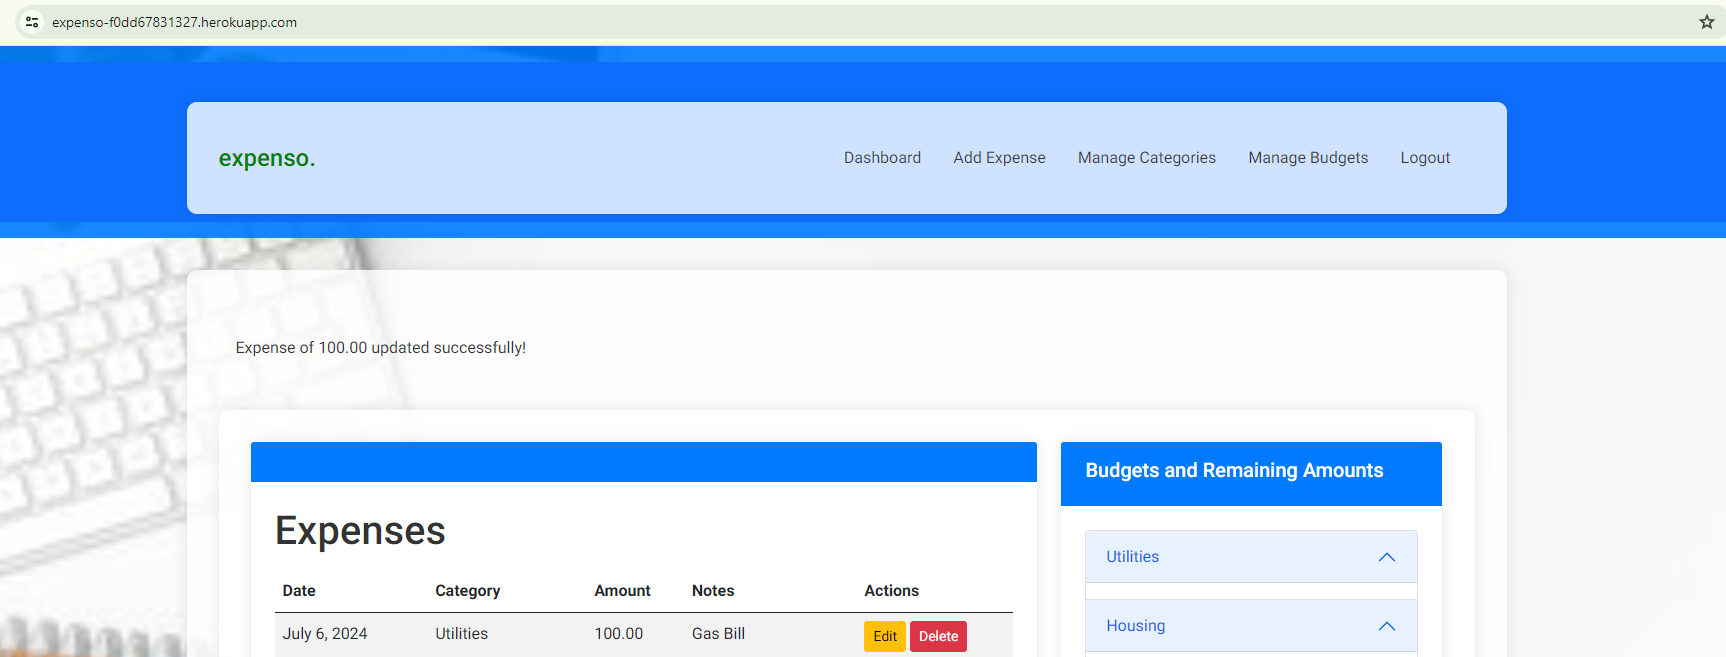 expenso-f0dd67831327.herokuapp.com
expenso.
Dashboard Add Expense Manage Categories Manage Budgets Logout
Expense of 100.00 updated successfully!
Expenses
Date Category Amount Notes Actions
July 6, 2024 Utilities 100.00 Gas Bill Edit Delete
Budgets and Remaining Amounts
Utilities
Housing